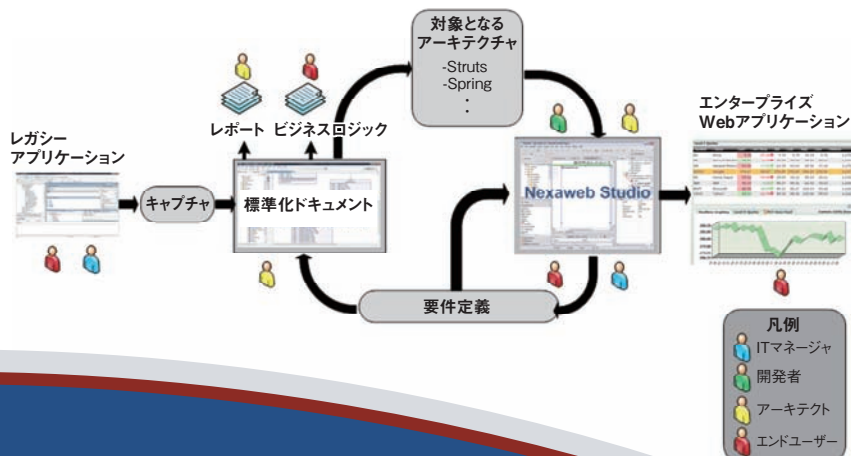 対象となる
アーキテクチャ
-Struts
-Spring
:
レポート
ビジネスロジック
レガシー
アプリケーション
キャプチャ
標準化ドキュメント
Nexaweb Studio
エンタープライズ
Webアプリケーション
要件定義
凡例
ITマネージャ
開発者
アーキテクト
エンドユーザー